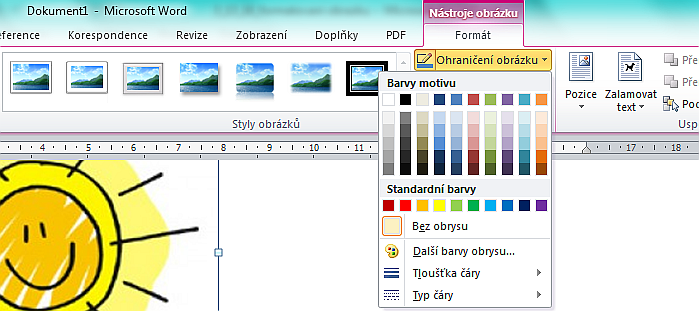 Dokument1 - Microsoft Word
Nástroje obrázku
eference Korespondence Revize Zobrazení Doplňky PDF Formát
Ohraničení obrázku
Barvy motivu
Styly obrázků
Pozice
Zalamovat
text
Pře
Pře
Pod
Usp
4 5 6 7 8 9 10 11 17 18
Standardní barvy
Bez obrysu
Další barvy obrysu...
Tloušťka čáry
Typ čáry